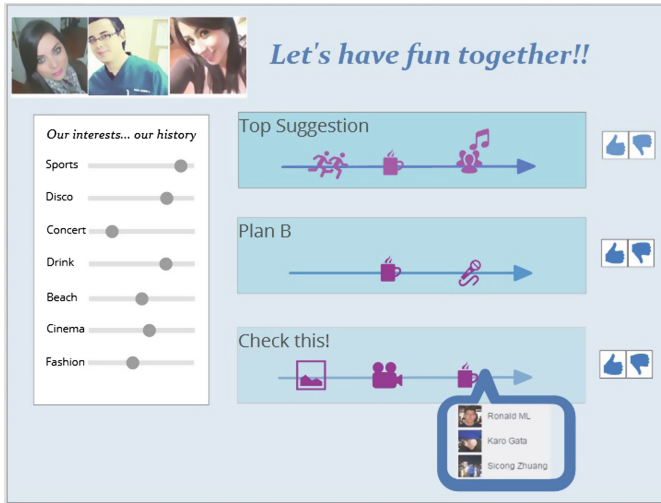 Let's have fun together!!
Our interests... our history
Sports
Disco
Concert
Drink
Beach
Cinema
Fashion
Top Suggestion
Plan B
Check this!
Ronald ML
Karo Gata
Sicong Zhuang